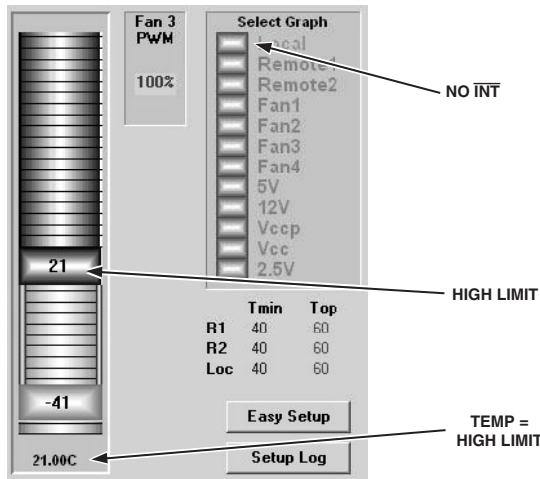 Fan 3
PWM
100%
Select Graph
Local
Remote1
Remote2
Fan1
Fan2
Fan3
Fan4
5V
12V
Vccp
Vcc
2.5V
NO I̅N̅T̅
21
HIGH LIMIT
Tmin Top
R1 40 60
R2 40 60
Loc 40 60
-41
Easy Setup
21.00C
Setup Log
TEMP =
HIGH LIMIT